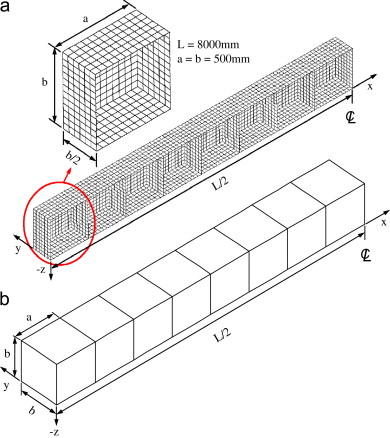 a
a
L = 8000mm
a = b = 500mm
b
x
b/2
℄
L/2
y
-z
x
b
a
℄
b
L/2
y
b
-z